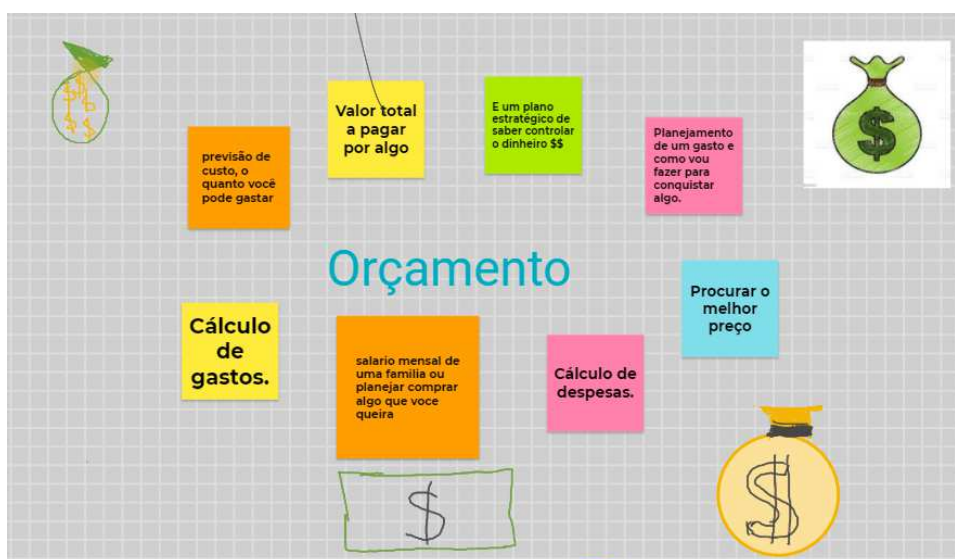 Valor total
a pagar
por algo
E um plano
estratégico de
saber controlar
o dinheiro $$
Planejamento
de um gasto e
como vou
fazer para
conquistar
algo.
previsão de
custo, o
quanto você
pode gastar
Orçamento
Procurar o
melhor
preço
Cálculo
de
gastos.
salario mensal de
uma familia ou
planejar comprar
algo que voce
queira
Cálculo de
despesas.
$
$
$